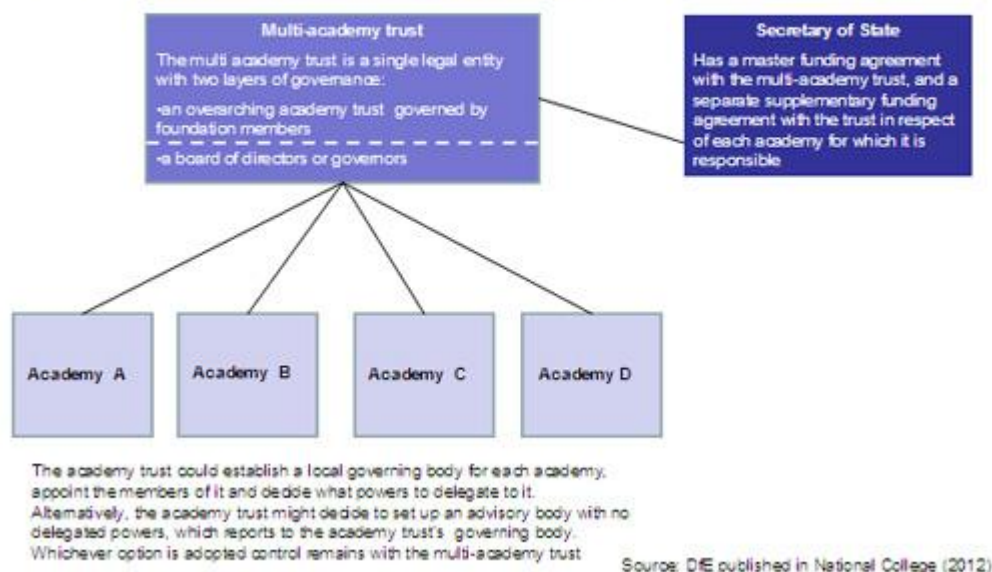 Multi-academy trust
The multi academy trust is a single legal entity
with two layers of governance:
•an overarching academy trust governed by
foundation members
•a board of directors or governors
Secretary of State
Has a master funding agreement
with the multi-academy trust, and a
separate supplementary funding
agreement with the trust in respect
of each academy for which it is
responsible
Academy A
Academy B
Academy C
Academy D
The academy trust could establish a local governing body for each academy,
appoint the members of it and decide what powers to delegate to it.
Alternatively, the academy trust might decide to set up an advisory body with no
delegated powers, which reports to the academy trust's governing body.
Whichever option is adopted control remains with the multi-academy trust
Source: DfE published in National College (2012)